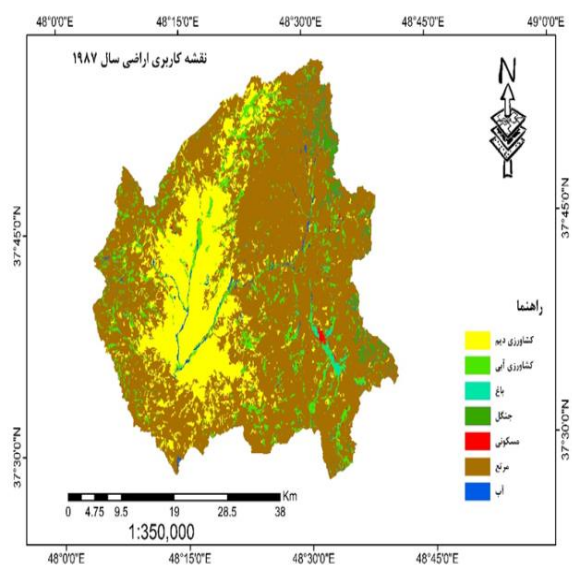 48°0'0"E 48°15'0"E 48°30'0"E 48°45'0"E 49°0'0"E
نقشه کاربری اراضی سال ۱۹۸۷
N
37°45'0"N 37°45'0"N
راهنما
کشاورزی دیم
کشاورزی آبی
باغ
جنگل
مسکونی
مرتع
آب
37°30'0"N 37°30'0"N
Km
0 4.75 9.5 19 28.5 38
1:350,000
48°0'0"E 48°15'0"E 48°30'0"E 48°45'0"E